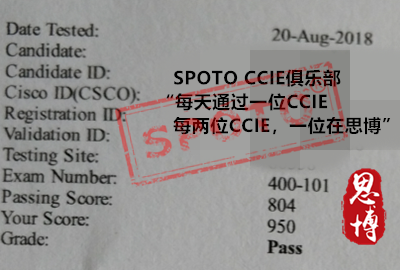 Date Tested: 20-Aug-2018
Candidate:
Candidate ID:
Cisco ID(CSCO):
Registration ID:
Validation ID:
Testing Site:
Exam Number: 400-101
Passing Score: 804
Your Score: 950
Grade: Pass
SPOTO CCIE俱乐部
“每天通过一位CCIE
每两位CCIE，一位在思博”
SPOTO
思博